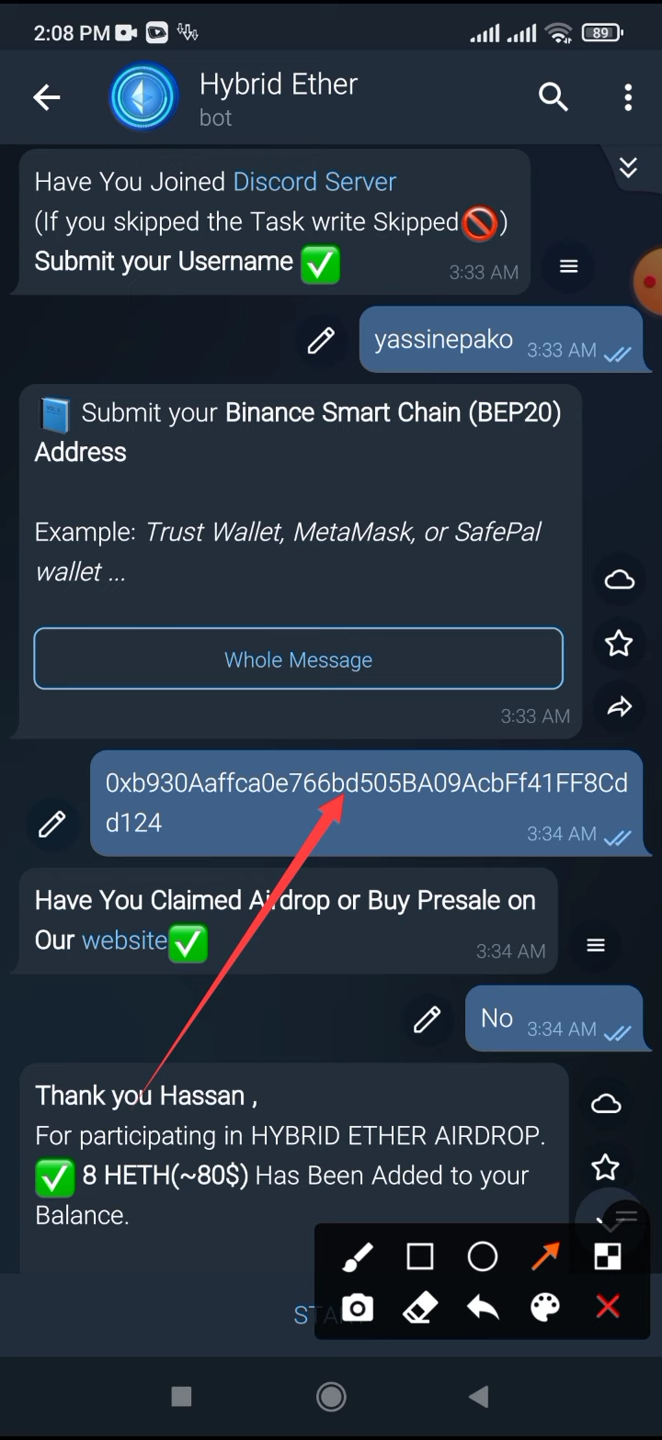 2:08 PM
89
Hybrid Ether
bot
Have You Joined Discord Server
(If you skipped the Task write Skipped🚫)
Submit your Username ✅
3:33 AM
yassinepako
3:33 AM
📘 Submit your Binance Smart Chain (BEP20)
Address
Example: Trust Wallet, MetaMask, or SafePal
wallet ...
Whole Message
3:33 AM
0xb930Aaffca0e766bd505BA09AcbFf41FF8Cd
d124
3:34 AM
Have You Claimed Airdrop or Buy Presale on
Our website✅
3:34 AM
No
3:34 AM
Thank you Hassan ,
For participating in HYBRID ETHER AIRDROP.
✅ 8 HETH(~80$) Has Been Added to your
Balance.